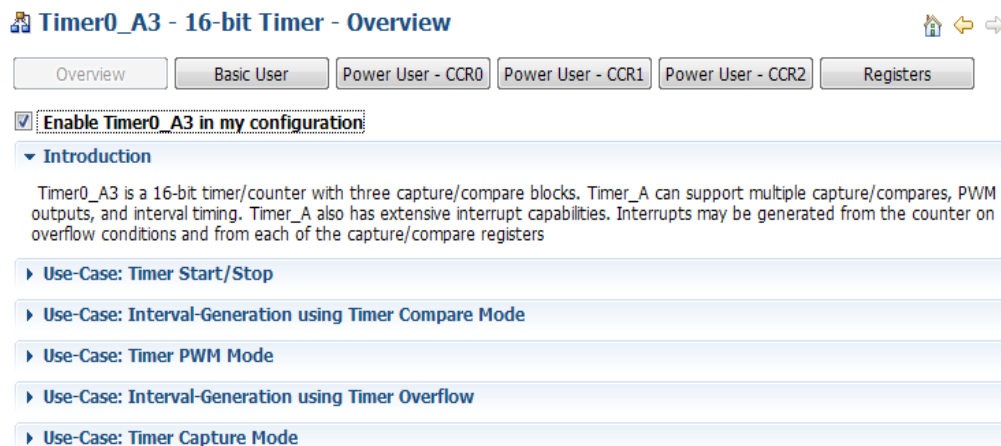 Timer0_A3 - 16-bit Timer - Overview
Overview
Basic User
Power User - CCR0
Power User - CCR1
Power User - CCR2
Registers
Enable Timer0_A3 in my configuration
Introduction
Timer0_A3 is a 16-bit timer/counter with three capture/compare blocks. Timer_A can support multiple capture/compares, PWM
outputs, and interval timing. Timer_A also has extensive interrupt capabilities. Interrupts may be generated from the counter on
overflow conditions and from each of the capture/compare registers
Use-Case: Timer Start/Stop
Use-Case: Interval-Generation using Timer Compare Mode
Use-Case: Timer PWM Mode
Use-Case: Interval-Generation using Timer Overflow
Use-Case: Timer Capture Mode